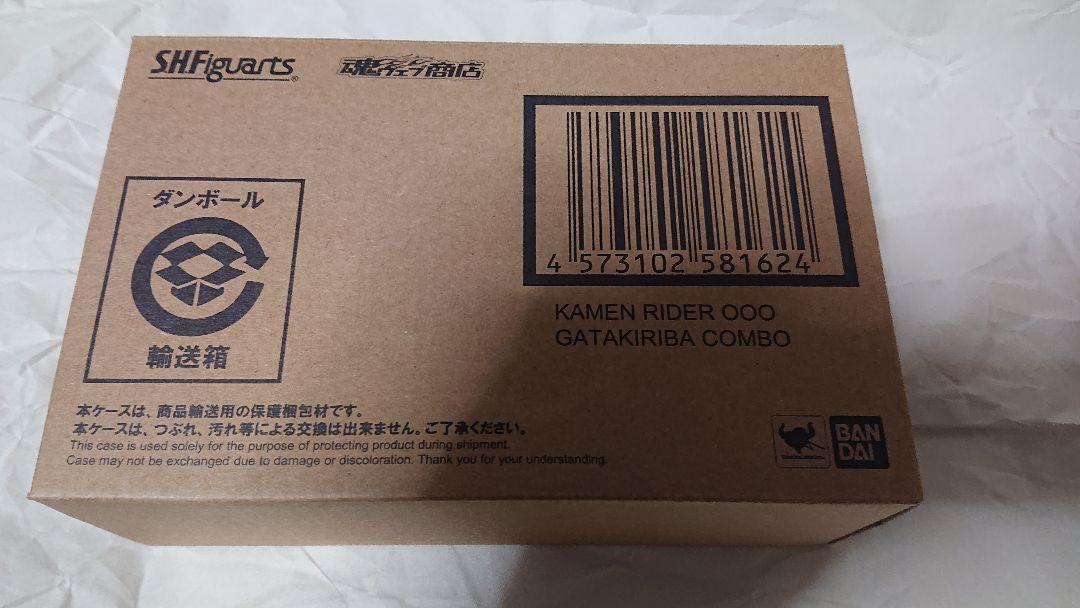 S.H.Figuarts®
魂ウェブ商店
ダンボール
輸送箱
4 573102 581624
KAMEN RIDER OOO
GATAKIRIBA COMBO
本ケースは、商品輸送用の保護梱包材です。
本ケースは、つぶれ、汚れ等による交換は出来ません。ご了承ください。
This case is used solely for the purpose of protecting product during shipment.
Case may not be exchanged due to damage or discoloration. Thank you for your understanding.
BAN
DAI